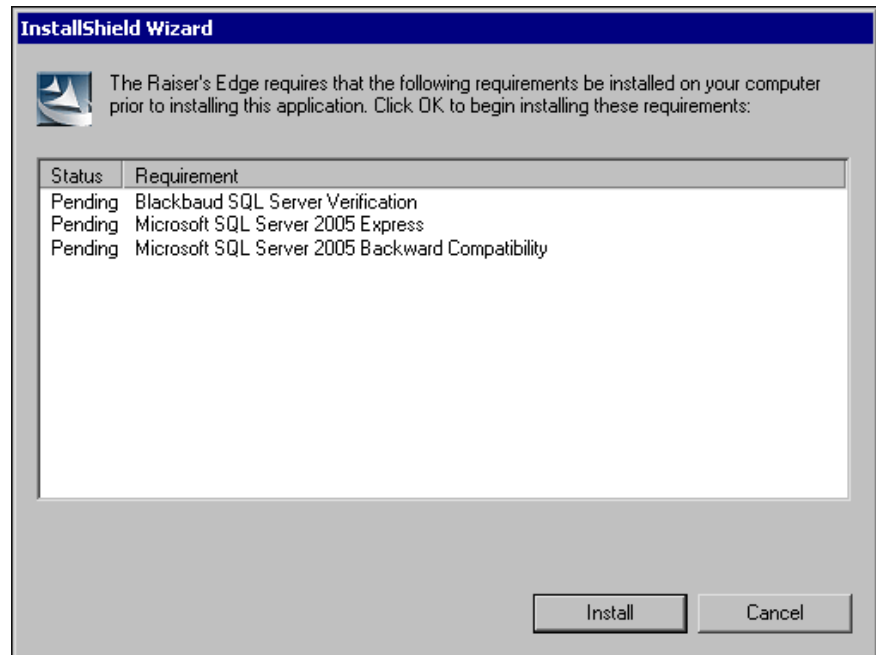 InstallShield Wizard
The Raiser's Edge requires that the following requirements be installed on your computer
prior to installing this application. Click OK to begin installing these requirements:
Status Requirement
Pending Blackbaud SQL Server Verification
Pending Microsoft SQL Server 2005 Express
Pending Microsoft SQL Server 2005 Backward Compatibility
Install Cancel